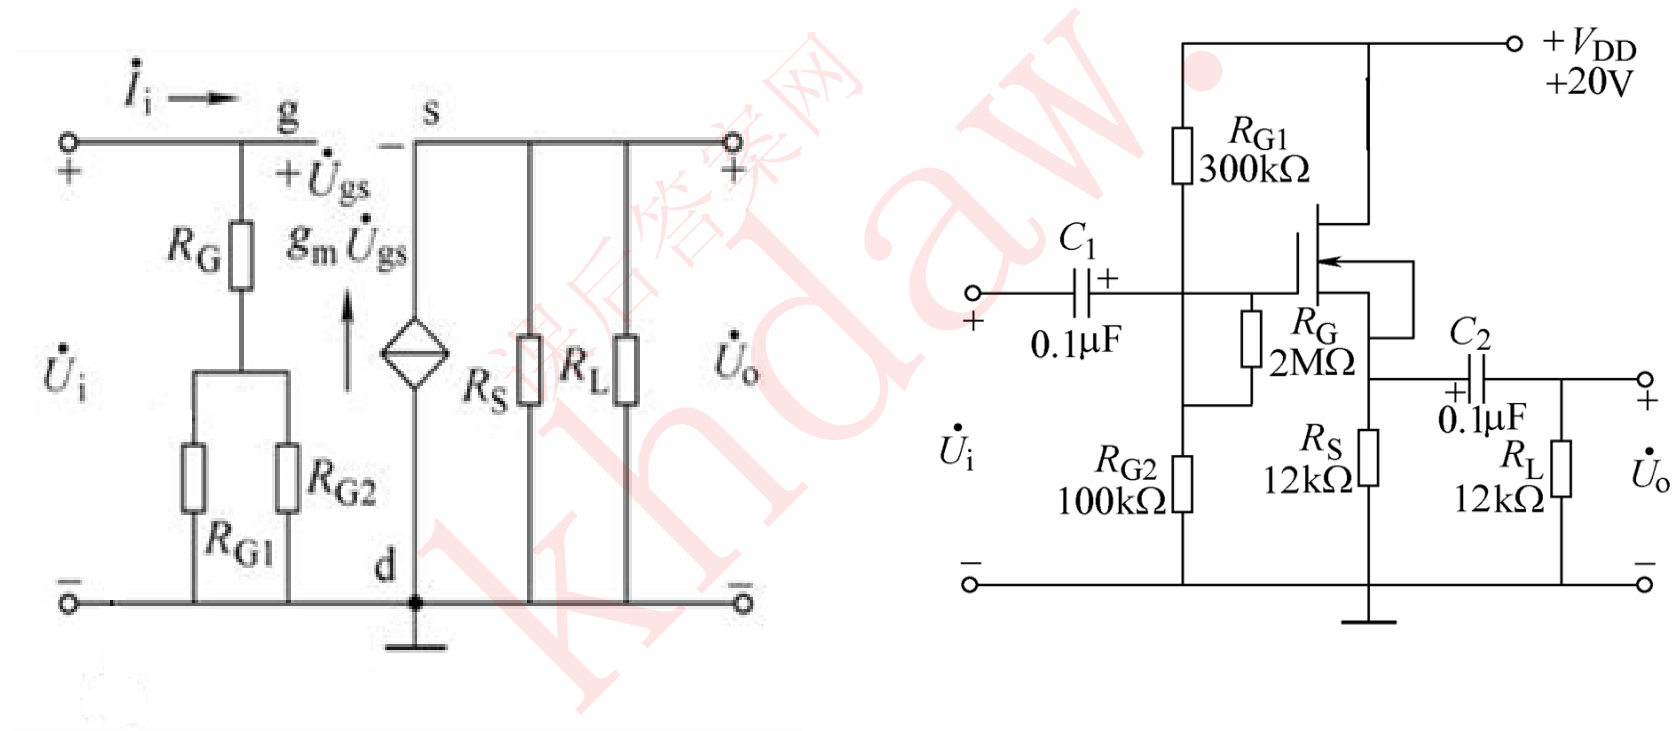 İi
g
s
+
+U̇gs
−
+
RG
gmU̇gs
U̇i
RS
RL
U̇o
RG1
RG2
d
−
−
+VDD
+20V
RG1
300kΩ
C1
+
+
0.1μF
RG
2MΩ
C2
+
0.1μF
+
U̇i
RG2
100kΩ
RS
12kΩ
RL
12kΩ
U̇o
−
−
课后答案网
khdaw.